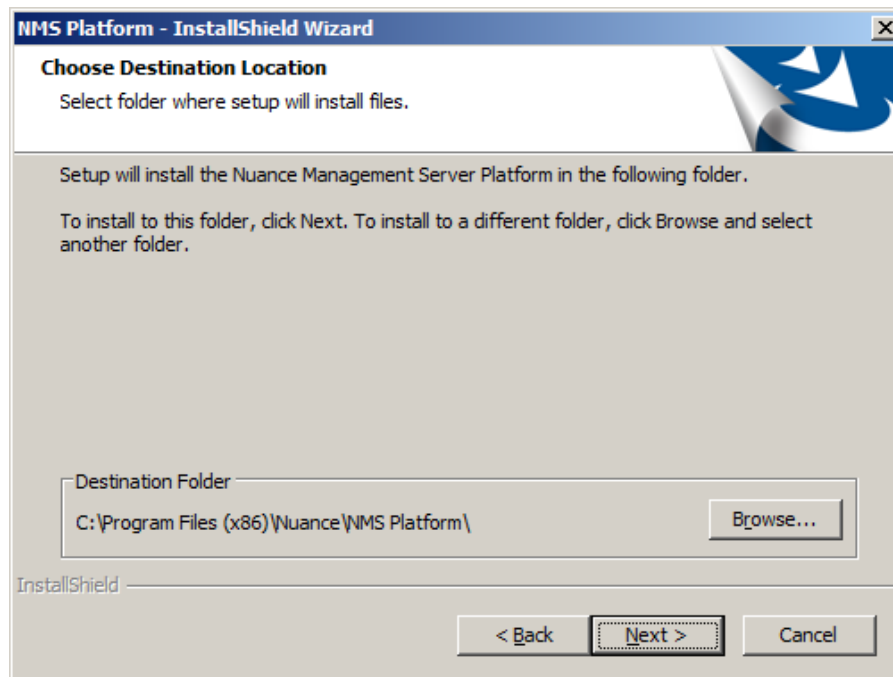 NMS Platform - InstallShield Wizard
Choose Destination Location
Select folder where setup will install files.
Setup will install the Nuance Management Server Platform in the following folder.
To install to this folder, click Next. To install to a different folder, click Browse and select
another folder.
Destination Folder
C:\Program Files (x86)\Nuance\NMS Platform\
Browse...
InstallShield
< Back
Next >
Cancel